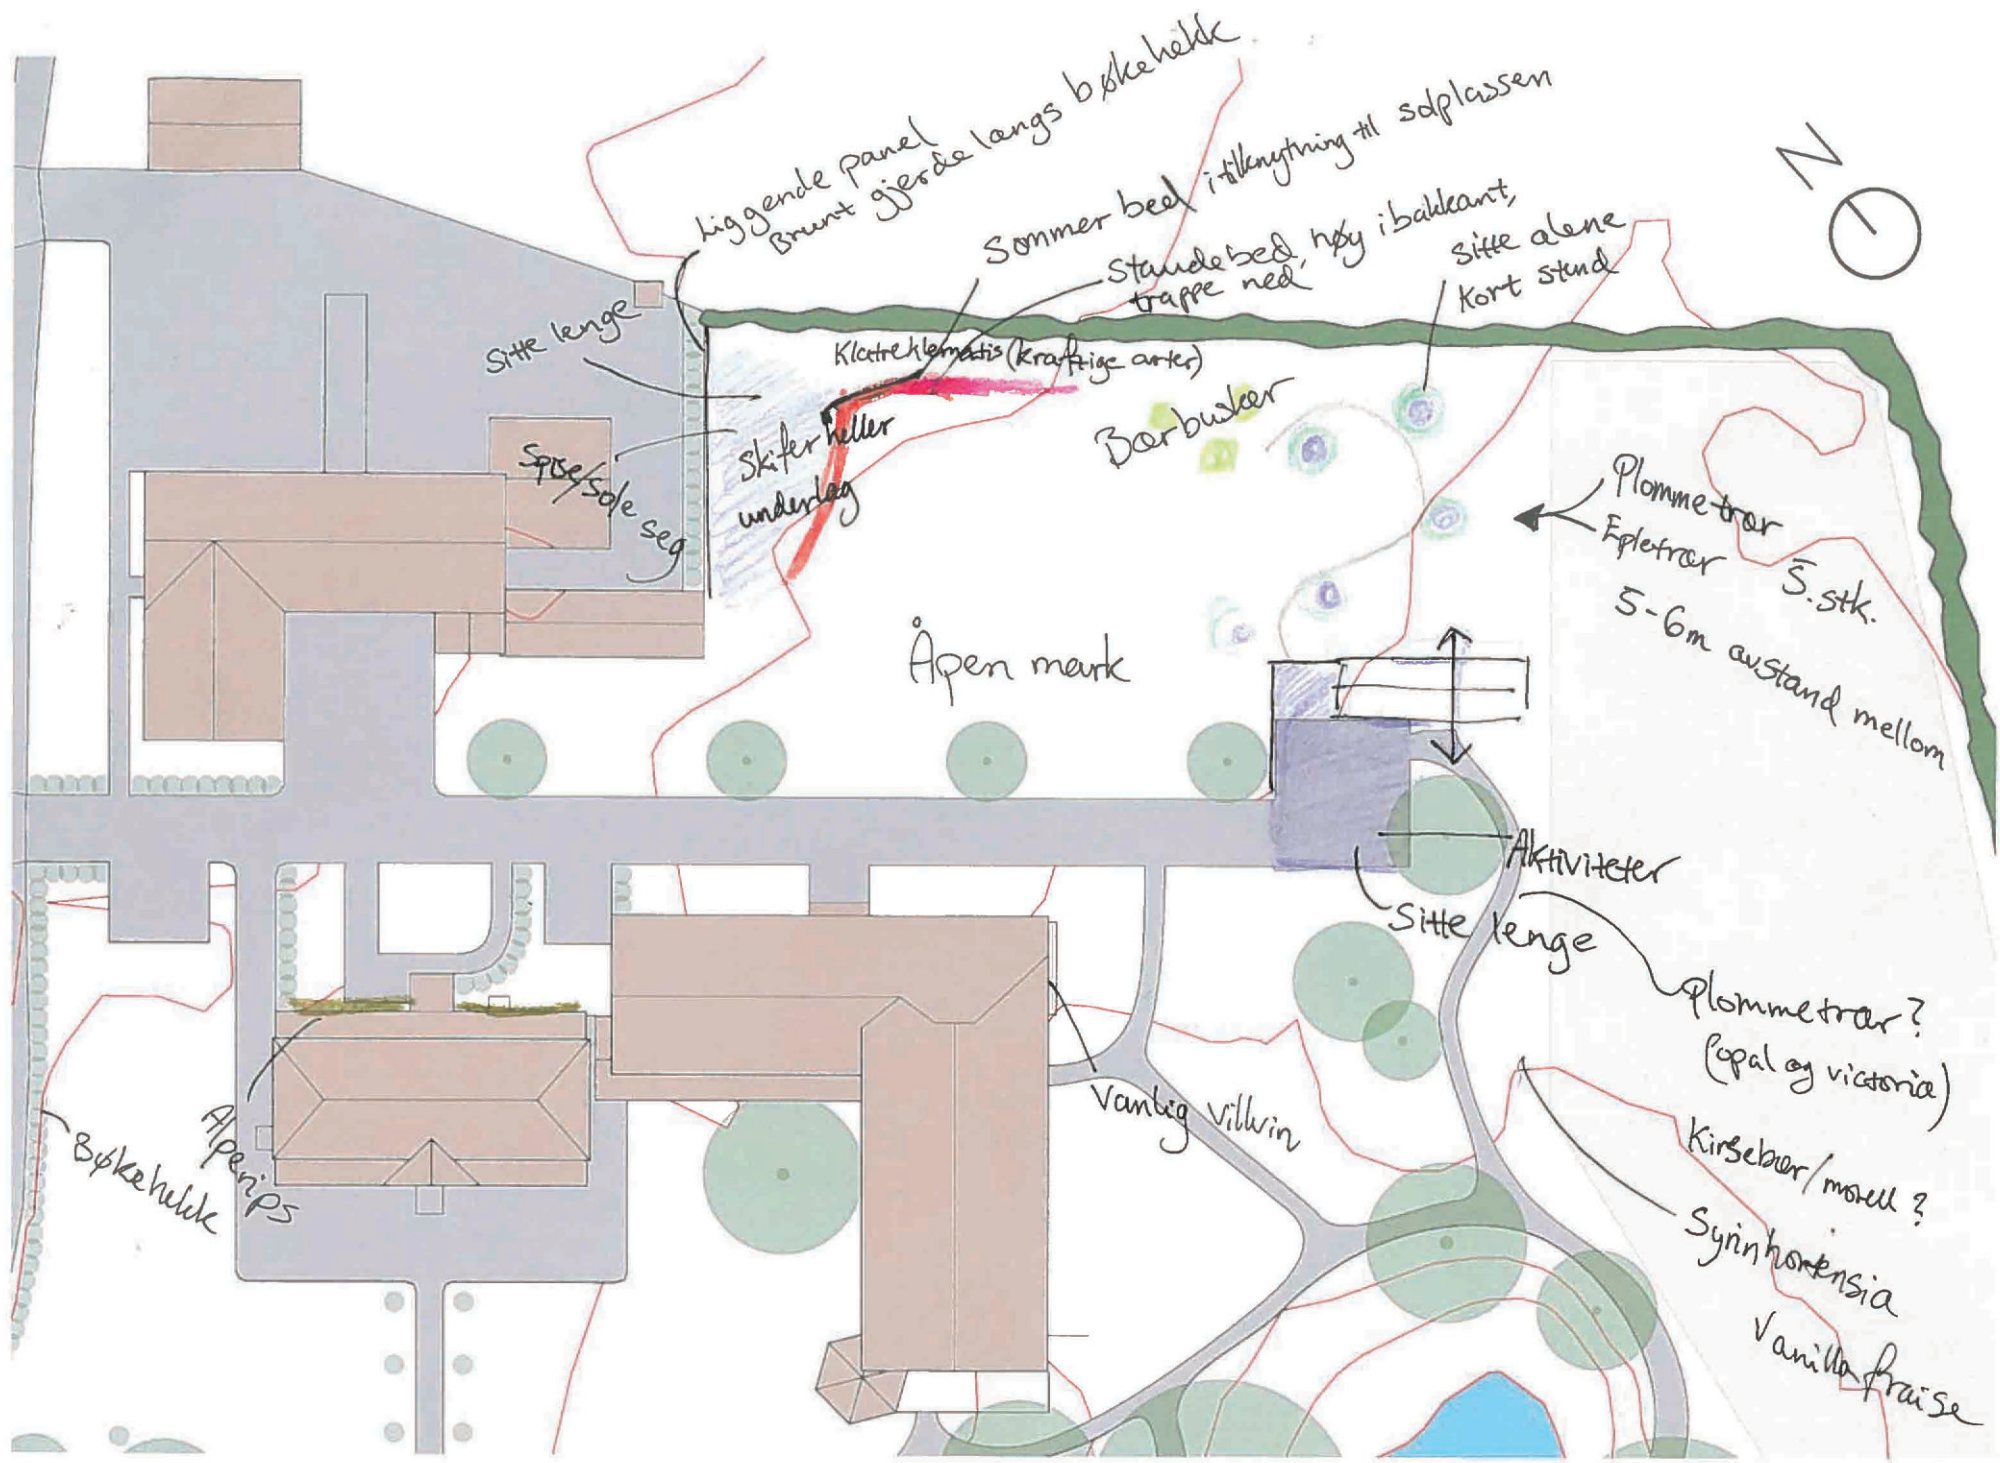 Liggende panel
Brunt gjerde langs bøkehekk
Sommer bed i tilknytning til solplassen
Staudebed, høy i bakkant,
trappe ned
Sitte alene
kort stund
N
Sitte lenge
Klatreklematis (kraftige arter)
Bærbusker
Skifer heller
underlag
Spise/sole seg
Plommetrær
Epletrær
5.stk.
5-6m avstand mellom
Åpen mark
Aktiviteter
Sitte lenge
Plommetrær?
(opal og victoria)
Kirsebær/morell?
Syrinhortensia
Vanilla fraise
Vanlig villvin
Alperips
Bøkehekk